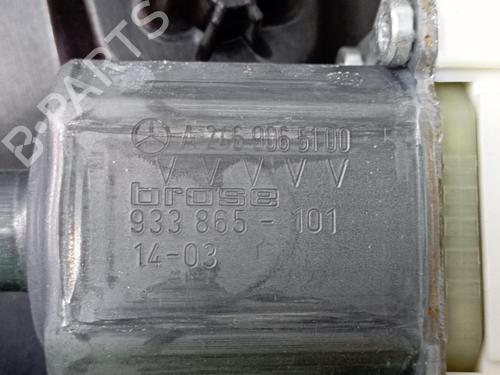 B-PARTS
A 246 906 51 00
V V V V V
brose
933 865 - 101
14-03